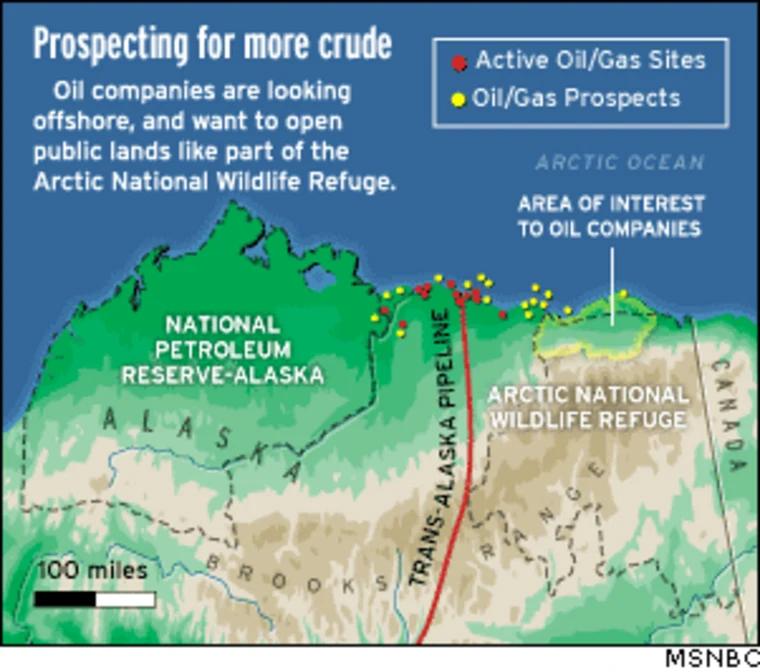 Prospecting for more crude
Oil companies are looking
offshore, and want to open
public lands like part of the
Arctic National Wildlife Refuge.
Active Oil/Gas Sites
Oil/Gas Prospects
ARCTIC OCEAN
AREA OF INTEREST
TO OIL COMPANIES
NATIONAL
PETROLEUM
RESERVE-ALASKA
TRANS-ALASKA PIPELINE
ARCTIC NATIONAL
WILDLIFE REFUGE
CANADA
ALASKA
BROOKS RANGE
100 miles
MSNBC